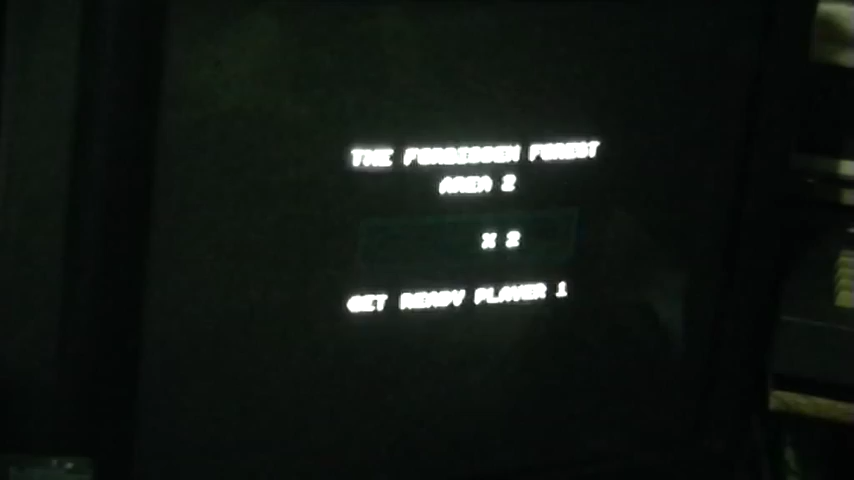 THE FORBIDDEN FOREST
AREA 2
X 2
GET READY PLAYER 1